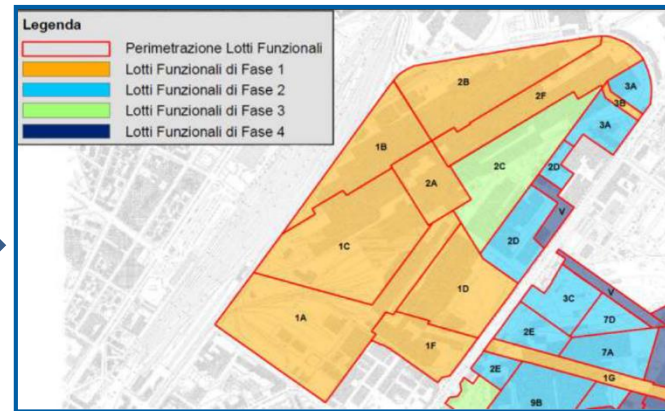 Legenda
Perimetrazione Lotti Funzionali
Lotti Funzionali di Fase 1
Lotti Funzionali di Fase 2
Lotti Funzionali di Fase 3
Lotti Funzionali di Fase 4
2B
3A
2F
3B
3A
1B
2C
2D
2A
V
2D
1C
1D
V
3C
7D
1A
2E
1F
7A
2E
1G
9B